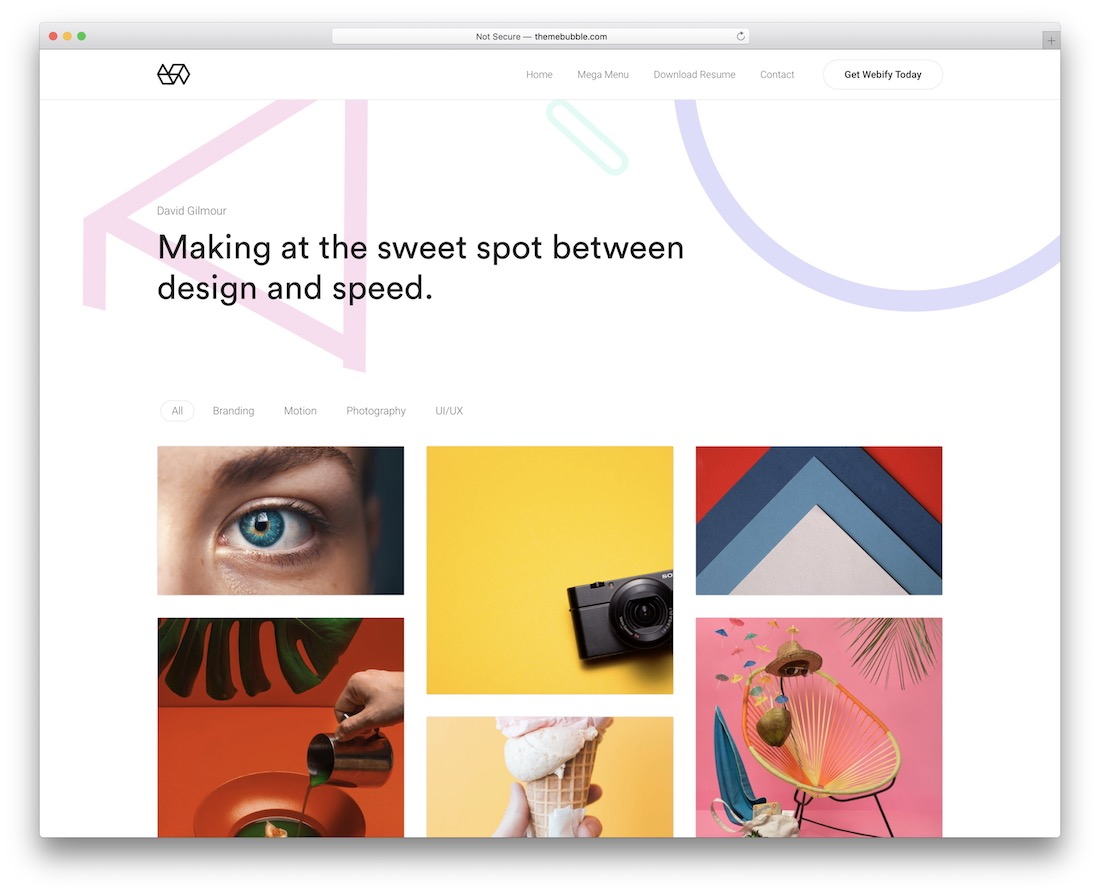 Not Secure — themebubble.com
Home Mega Menu Download Resume Contact Get Webify Today
David Gilmour
Making at the sweet spot between
design and speed.
All Branding Motion Photography UI/UX